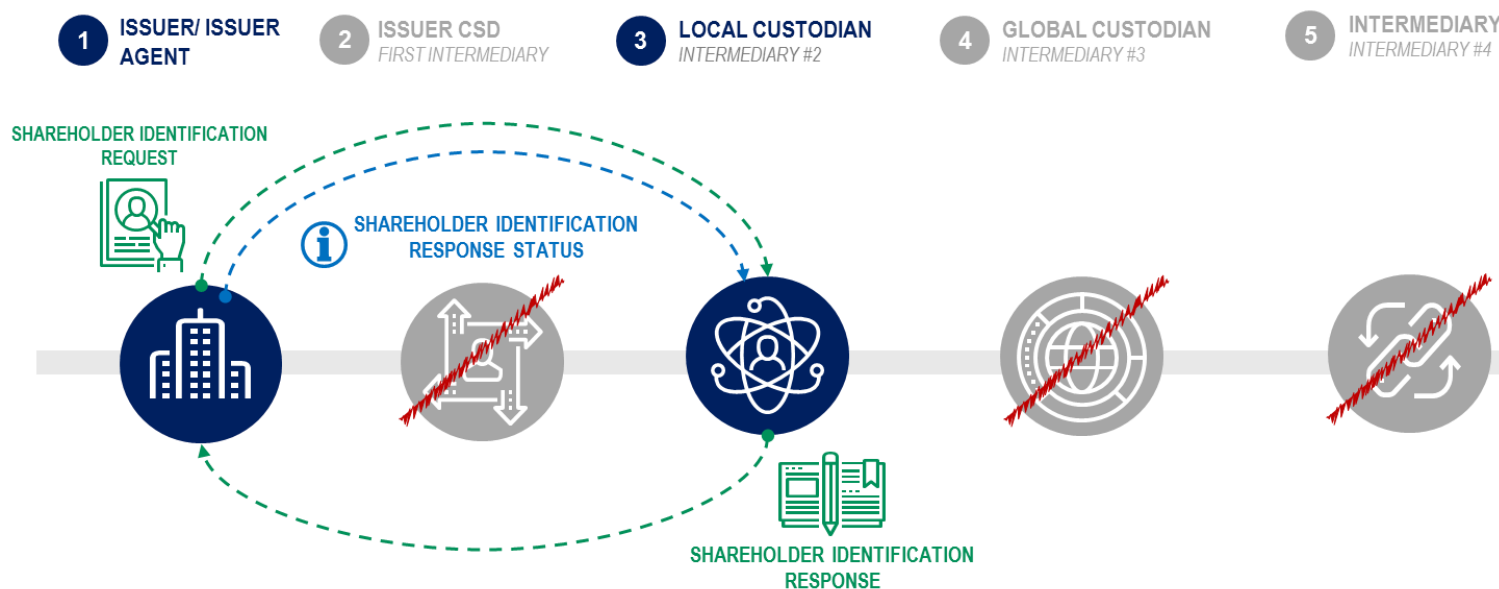 1
ISSUER/ ISSUER
AGENT
2
ISSUER CSD
FIRST INTERMEDIARY
3
LOCAL CUSTODIAN
INTERMEDIARY #2
4
GLOBAL CUSTODIAN
INTERMEDIARY #3
5
INTERMEDIARY
INTERMEDIARY #4
SHAREHOLDER IDENTIFICATION
REQUEST
SHAREHOLDER IDENTIFICATION
RESPONSE STATUS
SHAREHOLDER IDENTIFICATION
RESPONSE